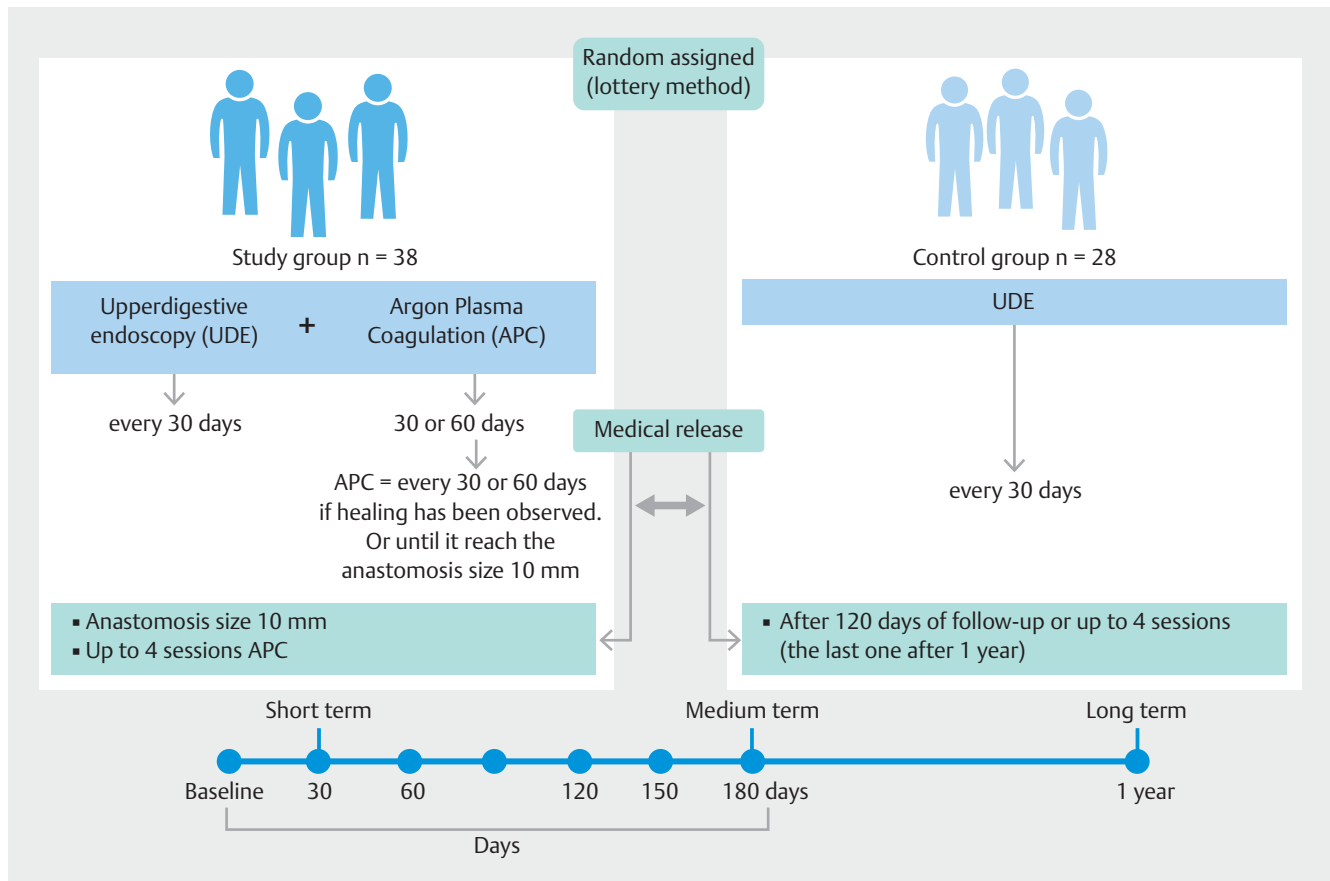 Random assigned
(lottery method)
Study group n = 38
Upperdigestive
endoscopy (UDE)
+
Argon Plasma
Coagulation (APC)
every 30 days
30 or 60 days
APC = every 30 or 60 days
if healing has been observed.
Or until it reach the
anastomosis size 10 mm
▪ Anastomosis size 10 mm
▪ Up to 4 sessions APC
Medical release
Control group n = 28
UDE
every 30 days
▪ After 120 days of follow-up or up to 4 sessions
(the last one after 1 year)
Short term
Medium term
Long term
Baseline
30
60
120
150
180 days
1 year
Days